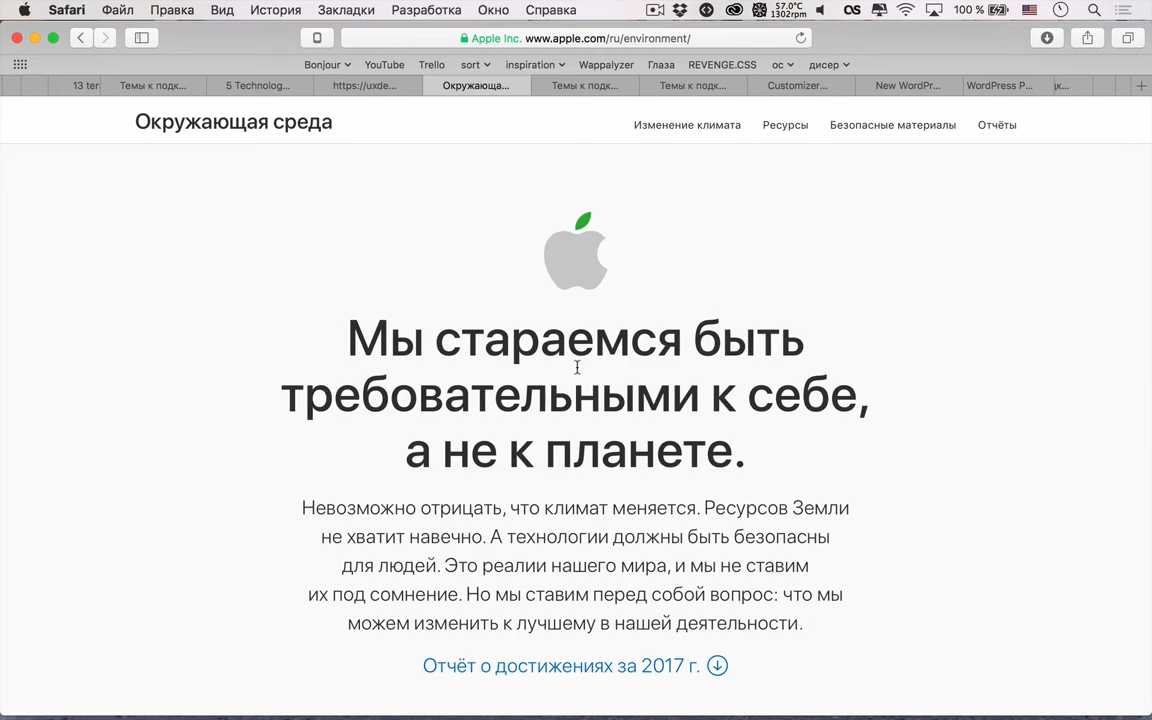 Safari Файл Правка Вид История Закладки Разработка Окно Справка 57.0°C 1302rpm 100 %
Apple Inc. www.apple.com/ru/environment/
Bonjour YouTube Trello sort inspiration Wappalyzer Глаза REVENGE.CSS ос дисер
13 ter Темы к подк... 5 Technolog... https://uxde... Окружающа... Темы к подк... Темы к подк... Customizer... New WordPr... WordPress P...
Окружающая среда Изменение климата Ресурсы Безопасные материалы Отчёты
Мы стараемся быть
требовательными к себе,
а не к планете.
Невозможно отрицать, что климат меняется. Ресурсов Земли
не хватит навечно. А технологии должны быть безопасны
для людей. Это реалии нашего мира, и мы не ставим
их под сомнение. Но мы ставим перед собой вопрос: что мы
можем изменить к лучшему в нашей деятельности.
Отчёт о достижениях за 2017 г.